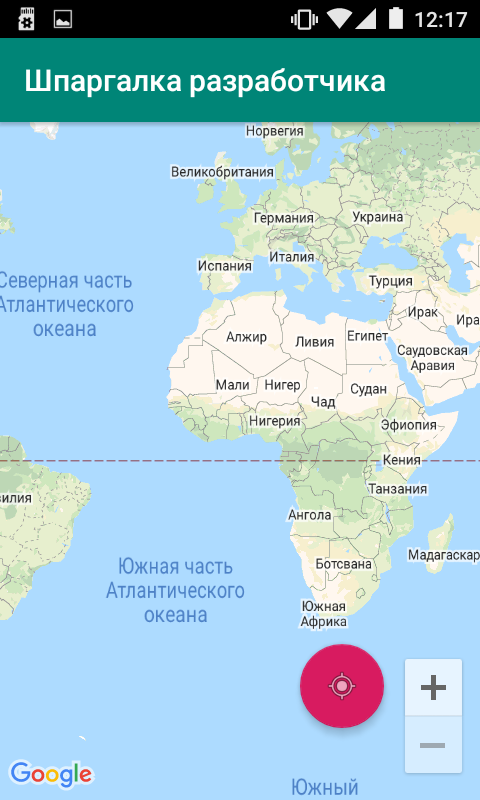 12:17
Шпаргалка разработчика
Норвегия
Великобритания
Германия
Украина
Испания
Италия
Турция
Северная часть
Атлантического
океана
Алжир
Ливия
Египет
Ирак
Ира
Саудовская
Аравия
Мали
Нигер
Чад
Судан
Нигерия
Эфиопия
Кения
зилия
Танзания
Ангола
Ботсвана
Мадагаскар
Южная часть
Атлантического
океана
Южная
Африка
+
−
Google
Южный